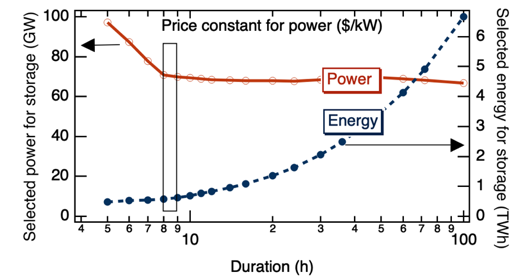 Price constant for power ($/kW)
Selected power for storage (GW)
100
80
60
40
20
0
Power
Energy
6
5
4
3
2
1
0
Selected energy for storage (TWh)
4 5 6 7 8 9 10 2 3 4 5 6 7 8 9 100
Duration (h)